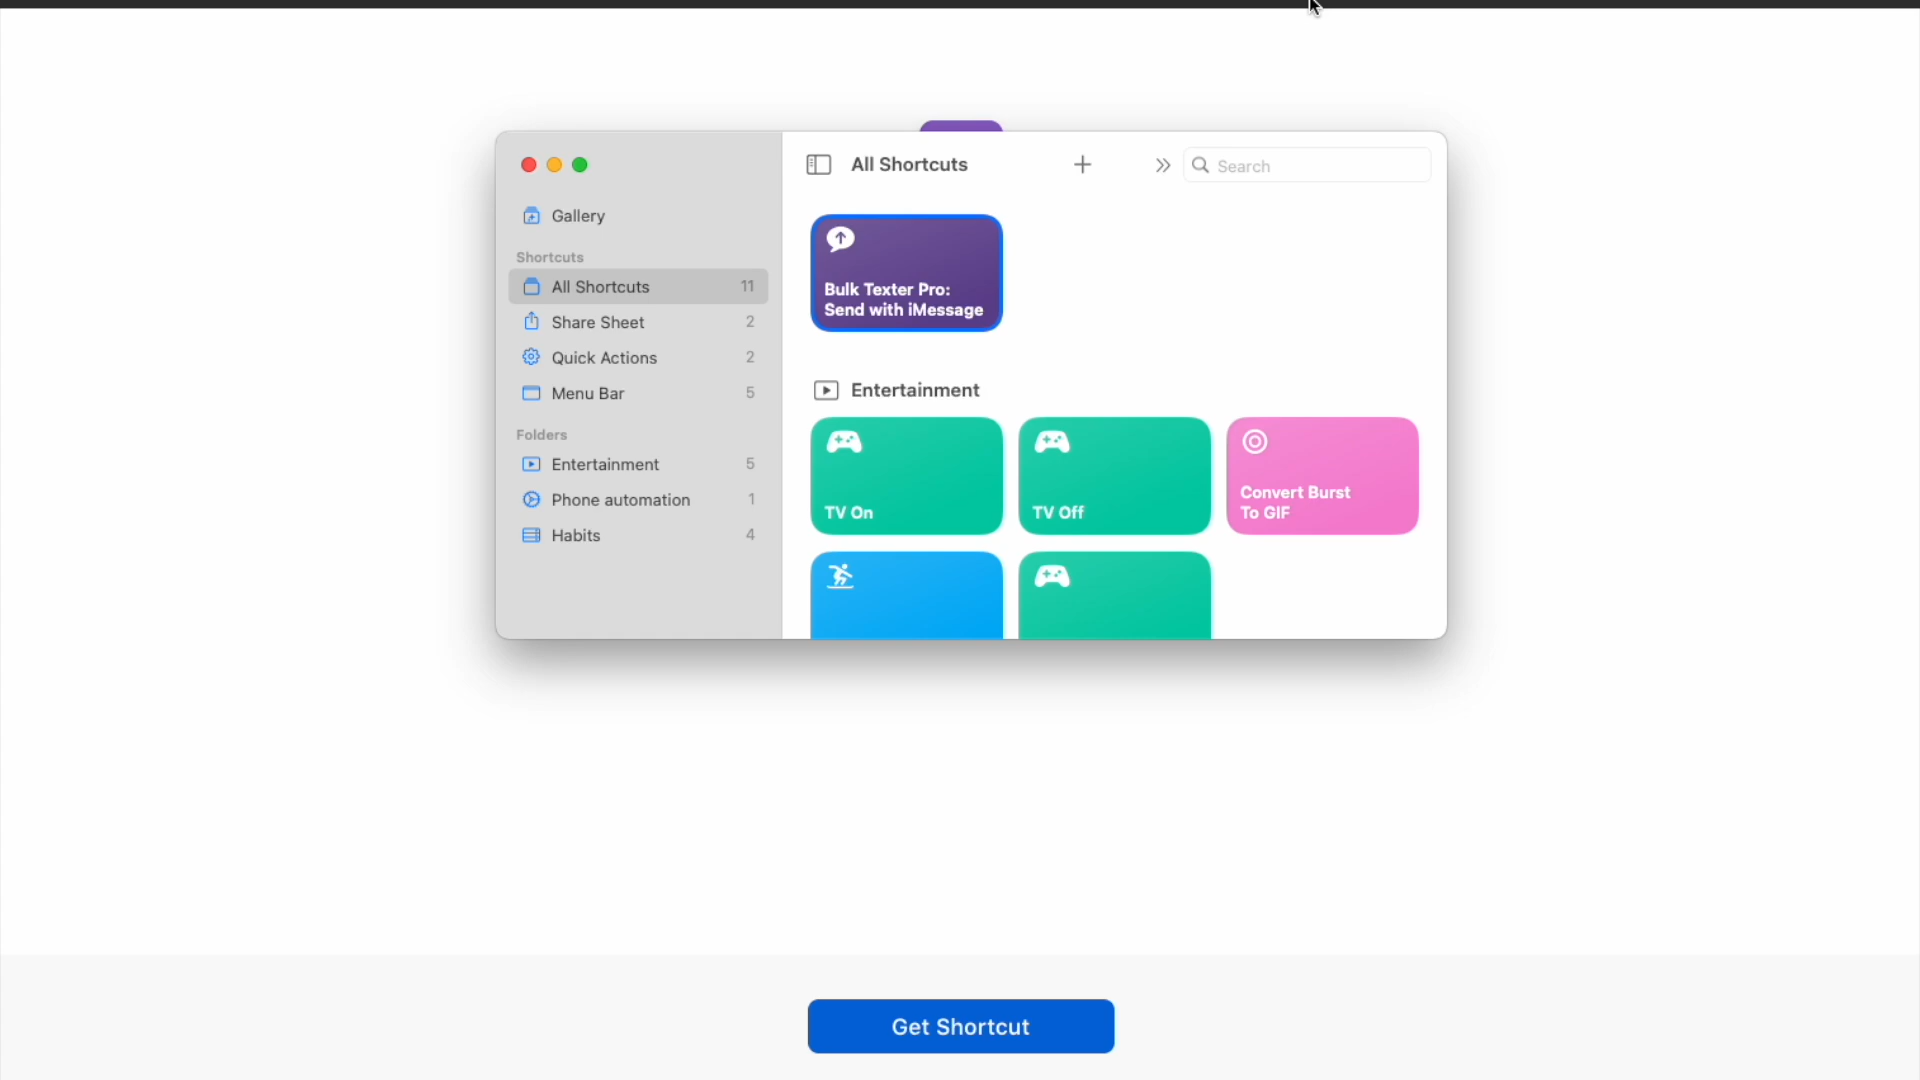 All Shortcuts
Search
Gallery
Shortcuts
All Shortcuts 11
Share Sheet 2
Quick Actions 2
Menu Bar 5
Folders
Entertainment 5
Phone automation 1
Habits 4
Bulk Texter Pro:
Send with iMessage
Entertainment
TV On
TV Off
Convert Burst
To GIF
Get Shortcut